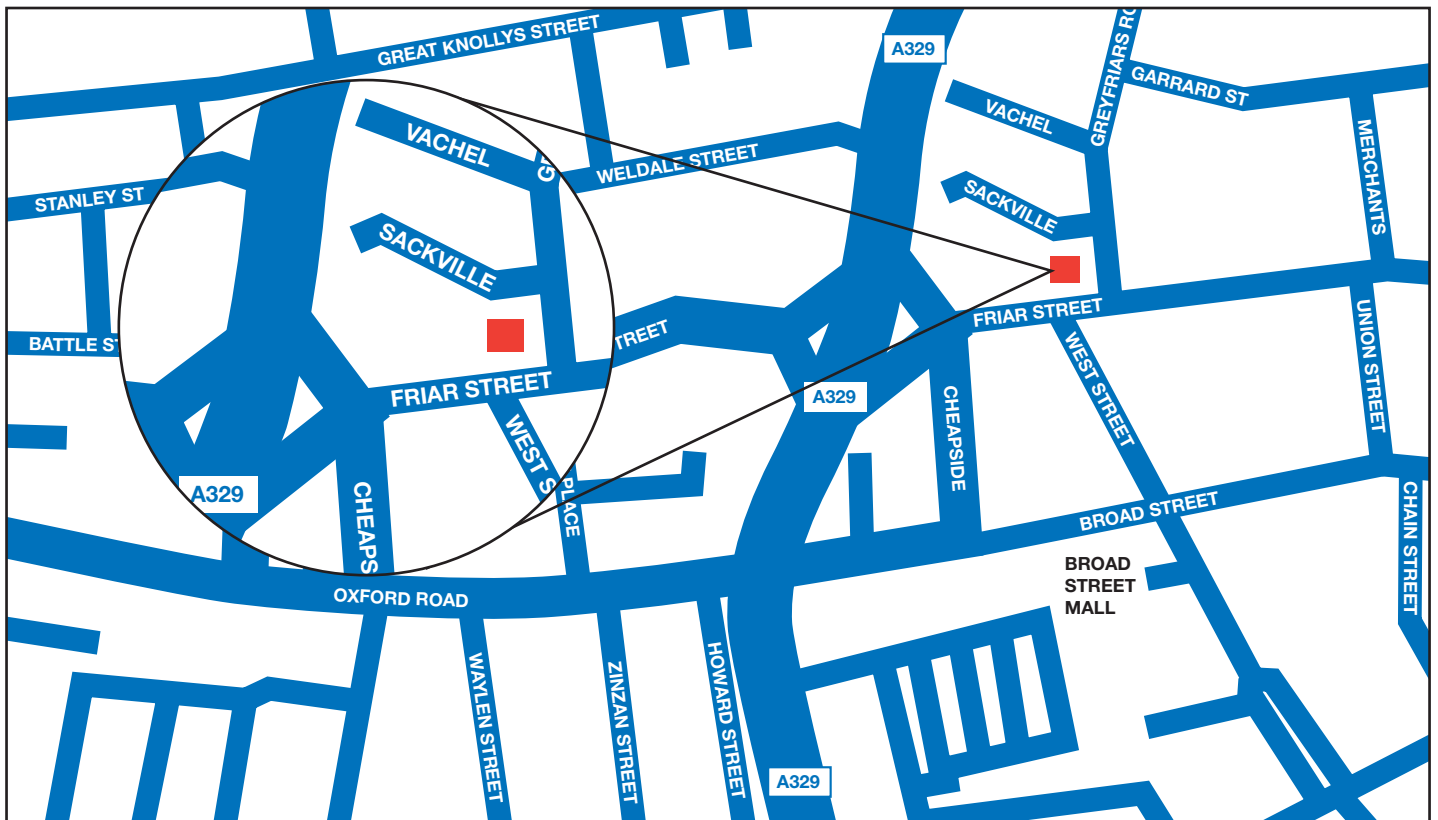 GREAT KNOLLYS STREET
A329
GREYFRIARS RO
GARRARD ST
VACHEL
VACHEL
MERCHANTS
WELDALE STREET
STANLEY ST
SACKVILLE
SACKVILLE
FRIAR STREET
TREET
BATTLE S
UNION STREET
WEST STREET
FRIAR STREET
A329
CHEAPSIDE
WEST S
PLACE
A329
CHEAPS
BROAD STREET
CHAIN STREET
BROAD
STREET
MALL
OXFORD ROAD
WAYLEN STREET
ZINZAN STREET
HOWARD STREET
A329